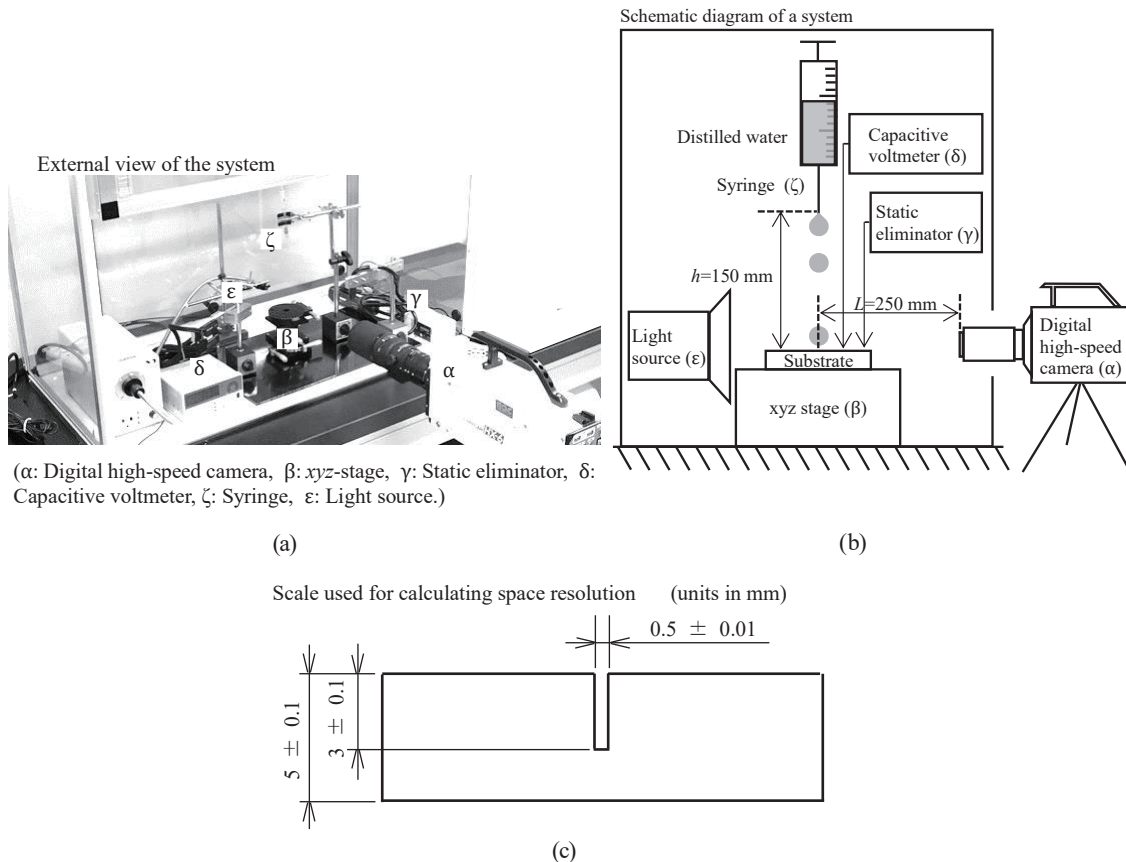 External view of the system
ζ
ε
γ
β
δ
α
(α: Digital high-speed camera, β: xyz-stage, γ: Static eliminator, δ:
Capacitive voltmeter, ζ: Syringe, ε: Light source.)
(a)
Schematic diagram of a system
Distilled water
Capacitive
voltmeter (δ)
Syringe (ζ)
Static
eliminator (γ)
h=150 mm
L=250 mm
Light
source (ε)
Digital
high-speed
camera (α)
Substrate
xyz stage (β)
(b)
Scale used for calculating space resolution (units in mm)
0.5 ± 0.01
3 ± 0.1
5 ± 0.1
(c)